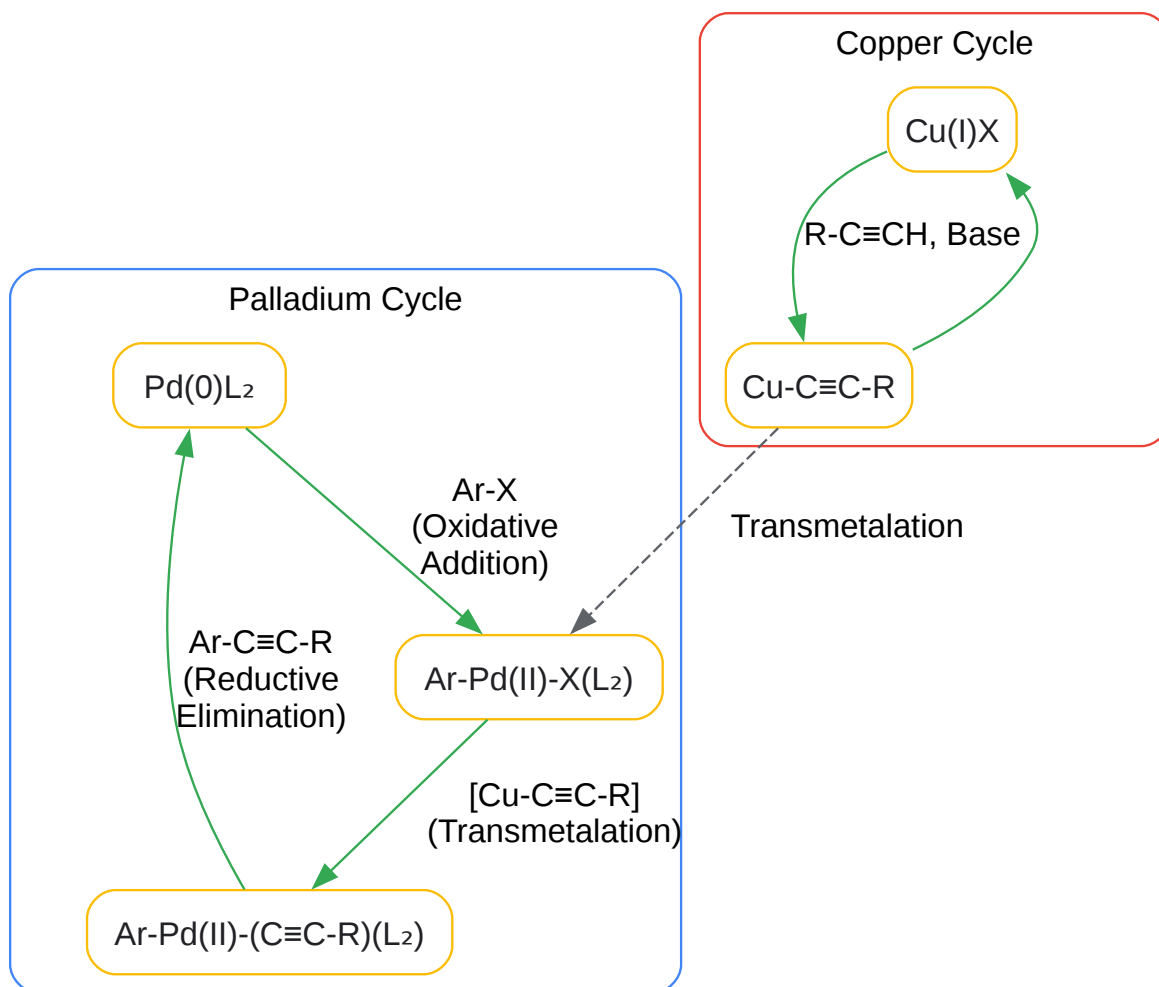 Copper Cycle
Cu(I)X
R-C≡CH, Base
Cu-C≡C-R
Palladium Cycle
Pd(0)L₂
Ar-X
(Oxidative
Addition)
Transmetalation
Ar-C≡C-R
(Reductive
Elimination)
Ar-Pd(II)-X(L₂)
[Cu-C≡C-R]
(Transmetalation)
Ar-Pd(II)-(C≡C-R)(L₂)